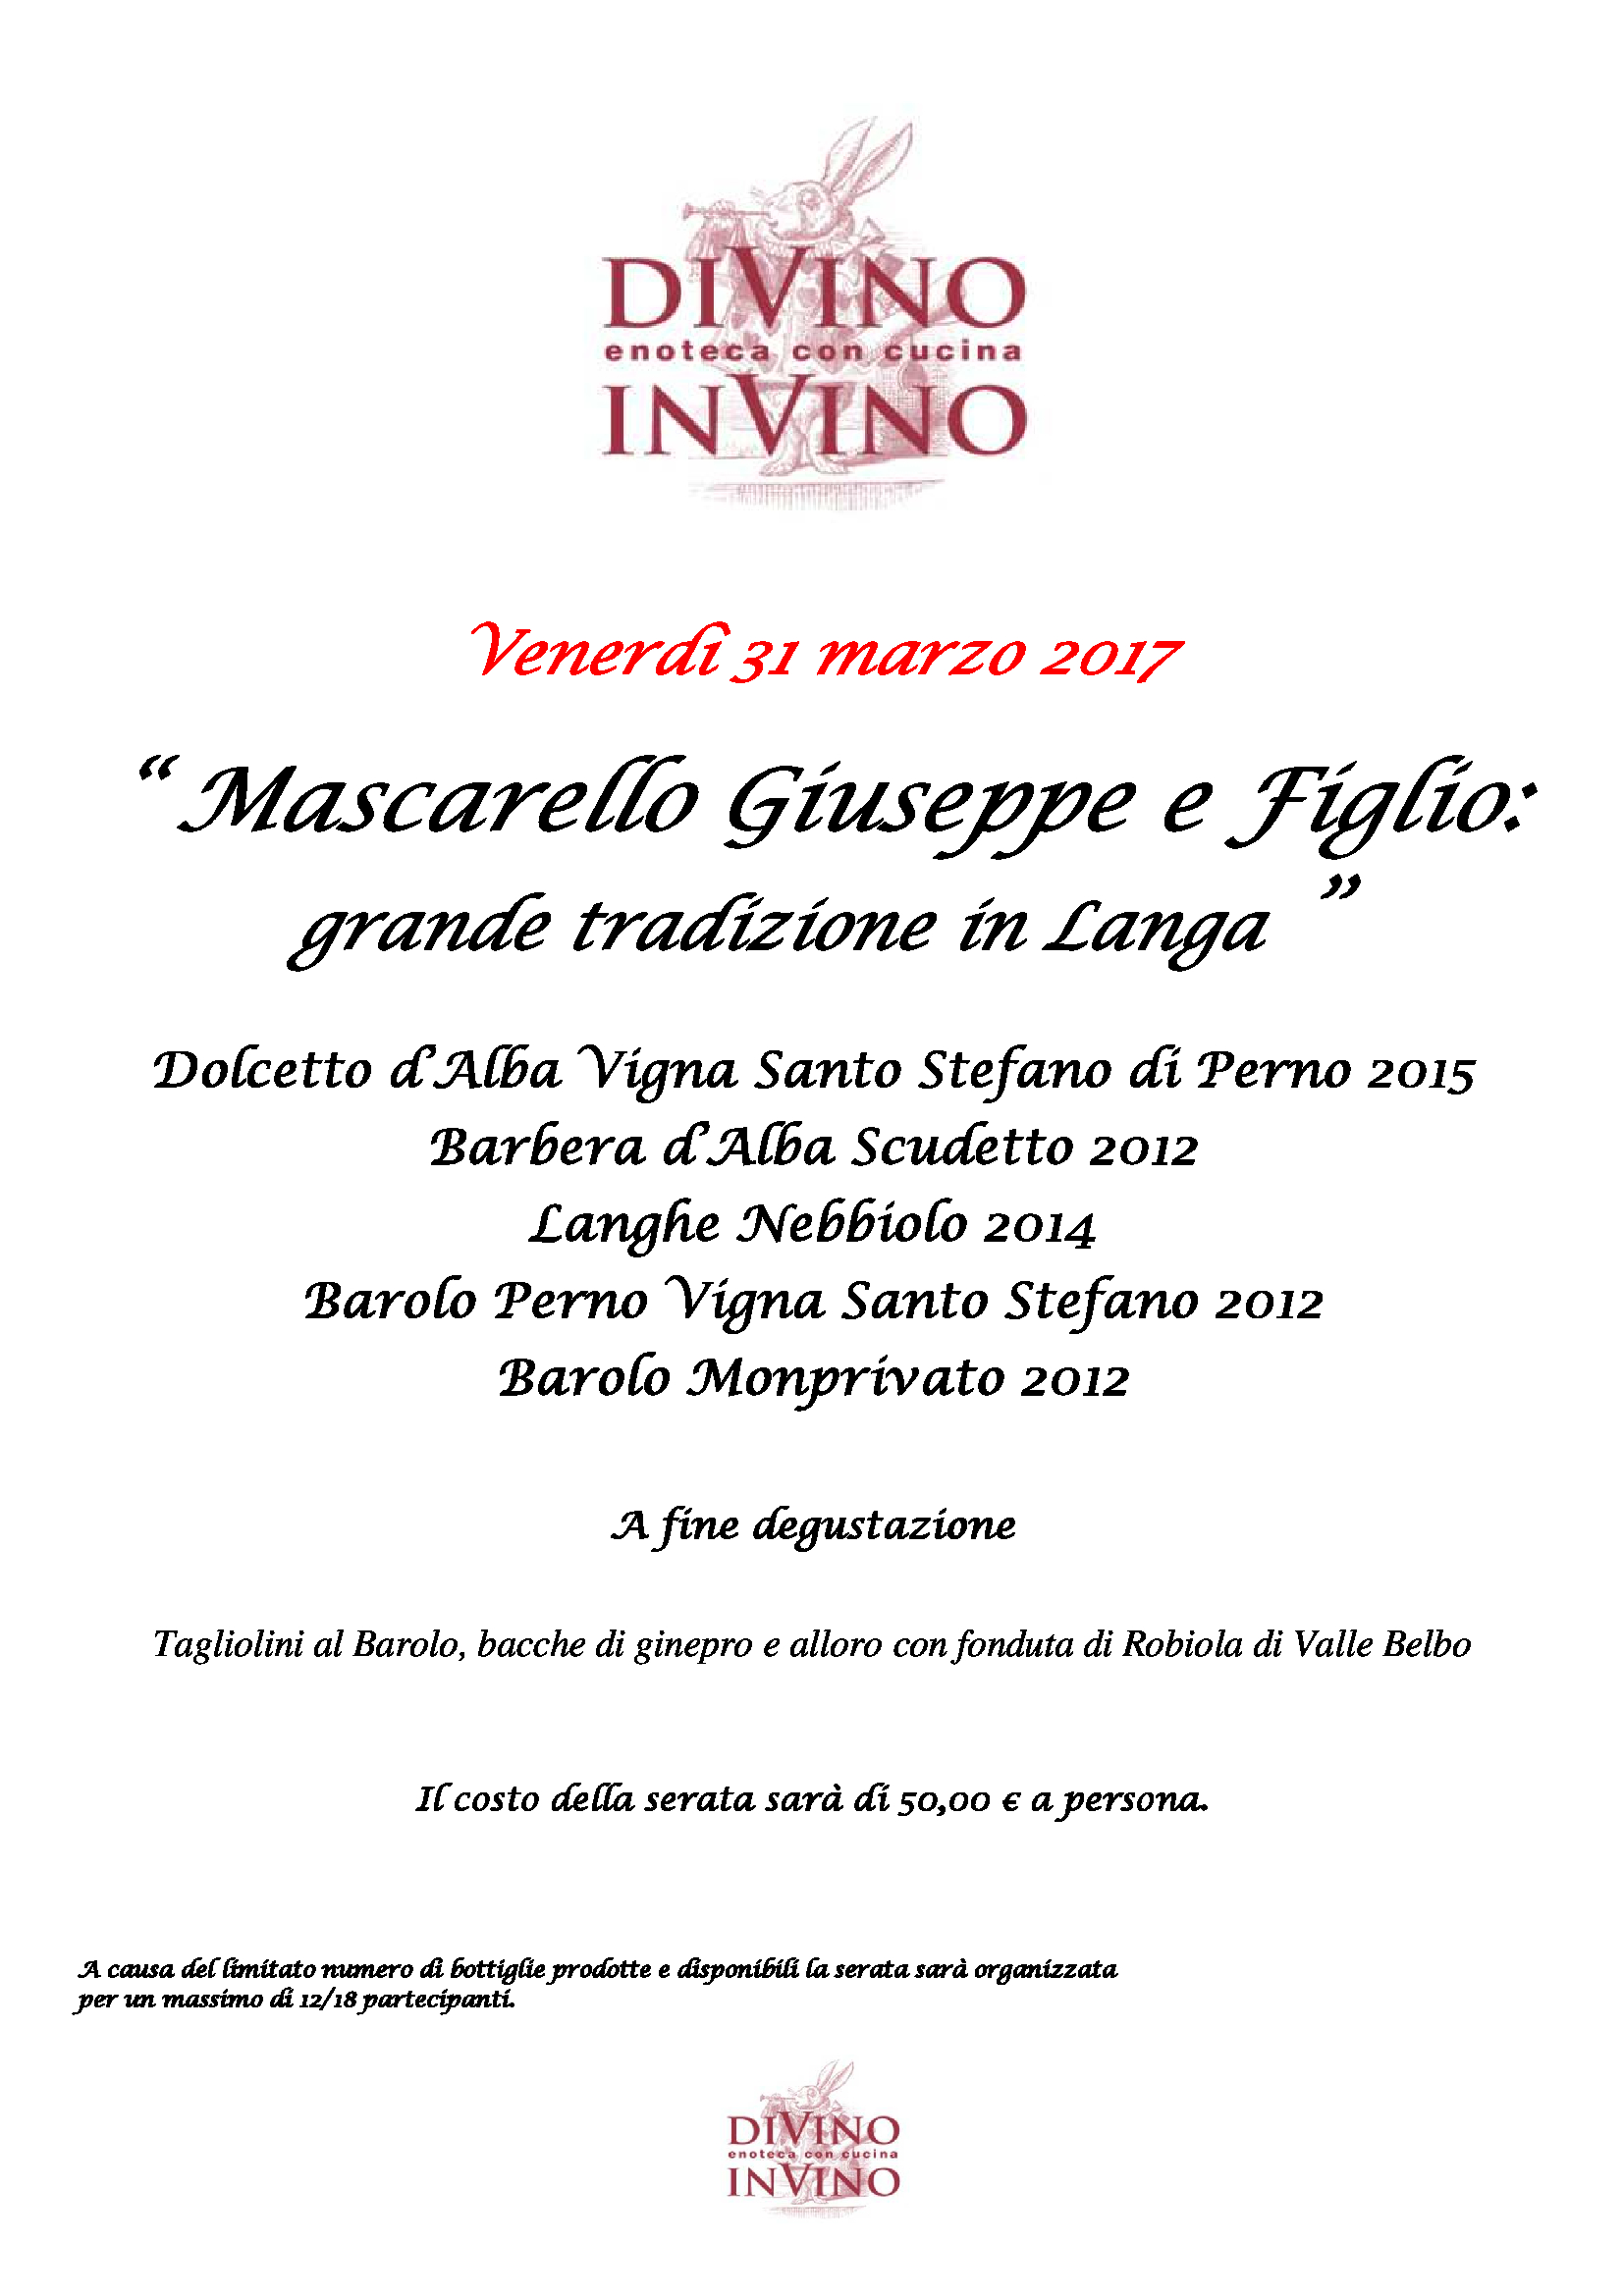 DIVINO
enoteca con cucina
INVINO
Venerdì 31 marzo 2017
“ Mascarello Giuseppe e Figlio:
grande tradizione in Langa ”
Dolcetto d’Alba Vigna Santo Stefano di Perno 2015
Barbera d’Alba Scudetto 2012
Langhe Nebbiolo 2014
Barolo Perno Vigna Santo Stefano 2012
Barolo Monprivato 2012
A fine degustazione
Tagliolini al Barolo, bacche di ginepro e alloro con fonduta di Robiola di Valle Belbo
Il costo della serata sarà di 50,00 € a persona.
A causa del limitato numero di bottiglie prodotte e disponibili la serata sarà organizzata
per un massimo di 12/18 partecipanti.
DIVINO
enoteca con cucina
INVINO